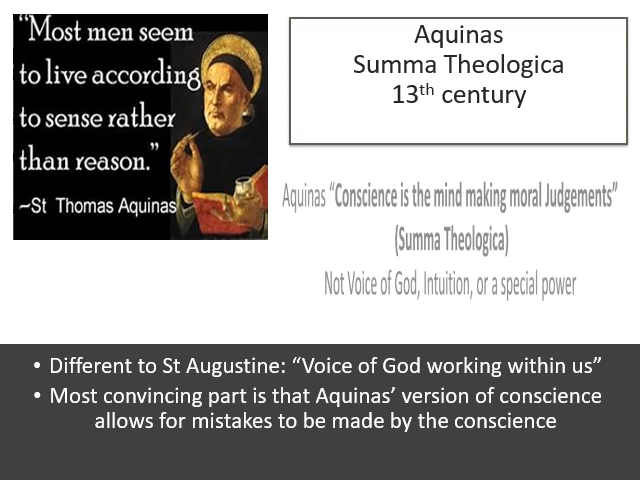 “Most men seem
to live according
to sense rather
than reason.”
~St Thomas Aquinas
Aquinas
Summa Theologica
13th century
Aquinas “Conscience is the mind making moral Judgements”
(Summa Theologica)
Not Voice of God, Intuition, or a special power
• Different to St Augustine: “Voice of God working within us”
• Most convincing part is that Aquinas’ version of conscience
allows for mistakes to be made by the conscience